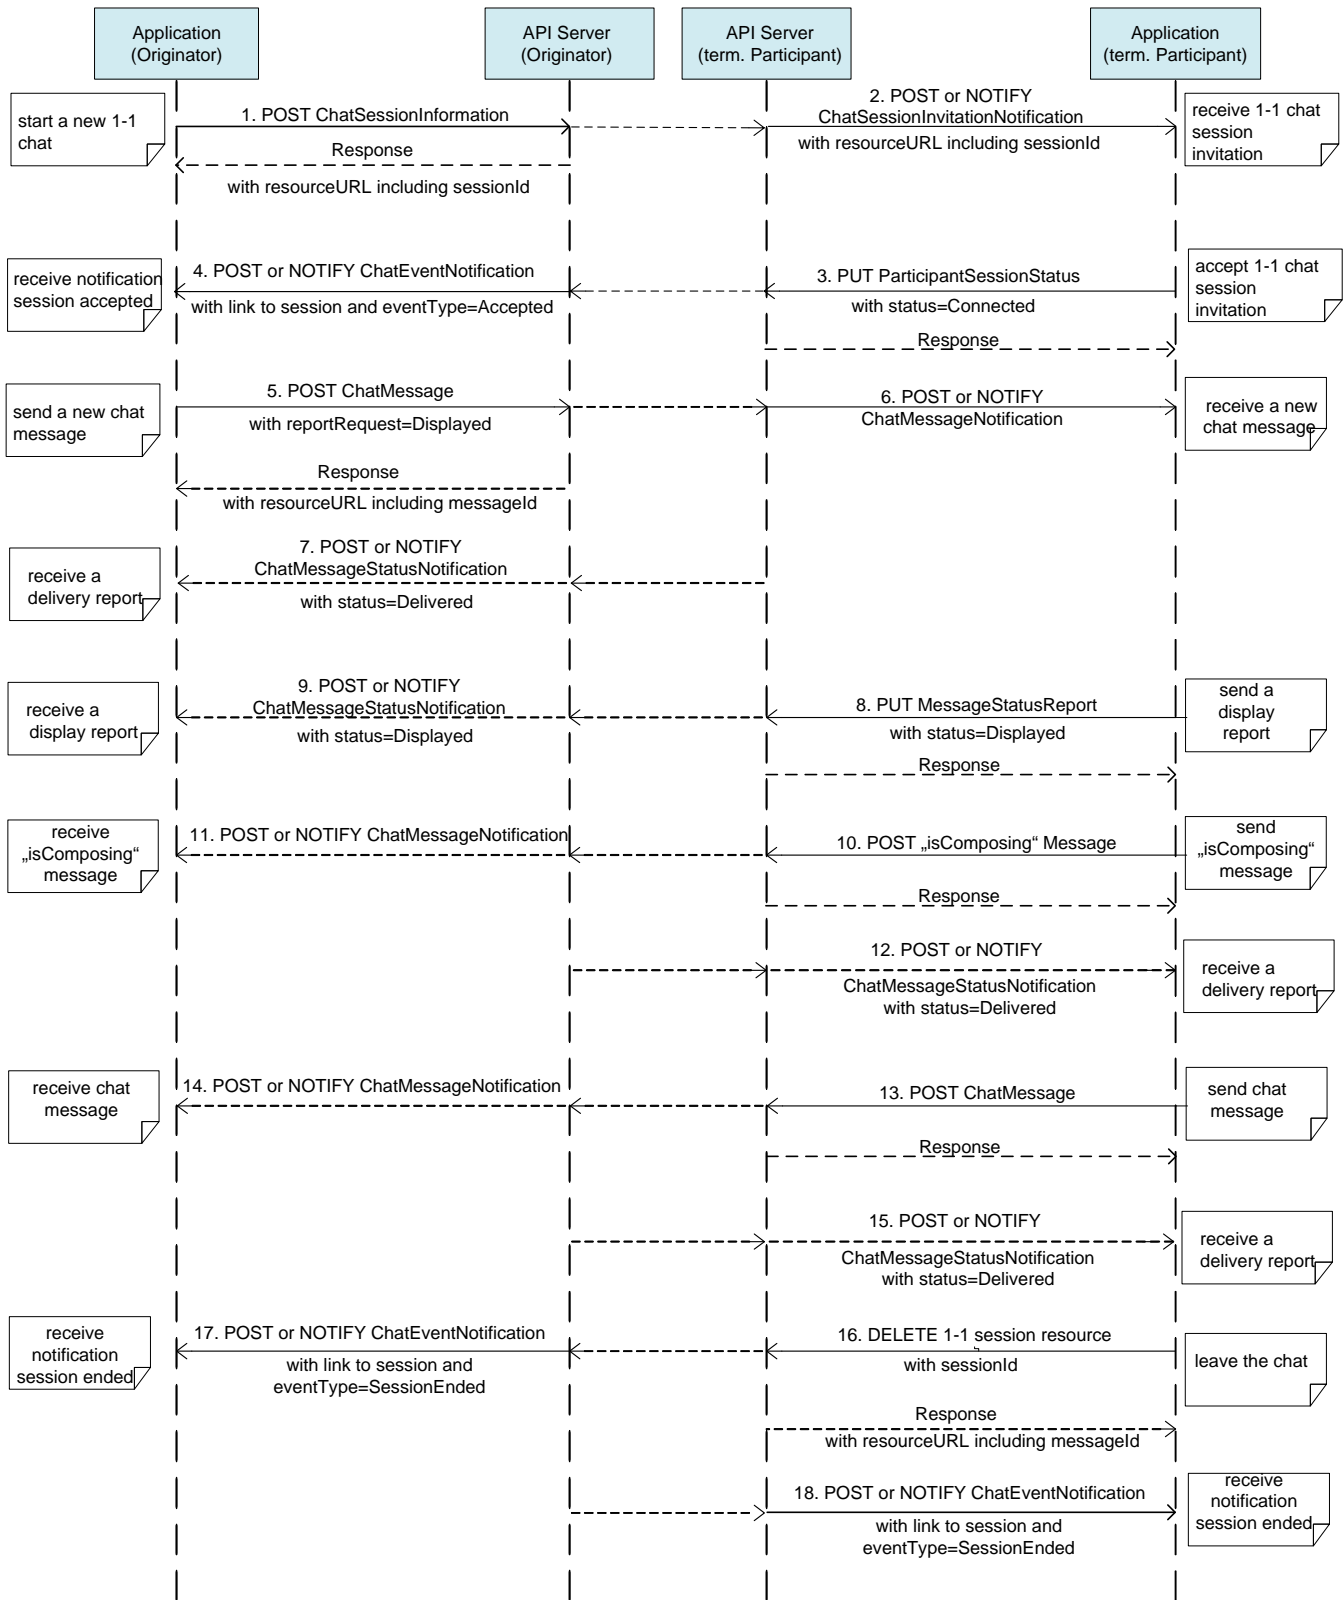 Application
(Originator)
API Server
(Originator)
API Server
(term. Participant)
Application
(term. Participant)
start a new 1-1
chat
1. POST ChatSessionInformation
Response
with resourceURL including sessionId
2. POST or NOTIFY
ChatSessionInvitationNotification
with resourceURL including sessionId
receive 1-1 chat
session
invitation
receive notification
session accepted
4. POST or NOTIFY ChatEventNotification
with link to session and eventType=Accepted
3. PUT ParticipantSessionStatus
with status=Connected
Response
accept 1-1 chat
session
invitation
send a new chat
message
5. POST ChatMessage
with reportRequest=Displayed
Response
with resourceURL including messageId
6. POST or NOTIFY
ChatMessageNotification
receive a new
chat message
receive a
delivery report
7. POST or NOTIFY
ChatMessageStatusNotification
with status=Delivered
receive a
display report
9. POST or NOTIFY
ChatMessageStatusNotification
with status=Displayed
8. PUT MessageStatusReport
with status=Displayed
Response
send a
display
report
receive
„isComposing“
message
11. POST or NOTIFY ChatMessageNotification
10. POST „isComposing“ Message
Response
send
„isComposing“
message
12. POST or NOTIFY
ChatMessageStatusNotification
with status=Delivered
receive a
delivery report
receive chat
message
14. POST or NOTIFY ChatMessageNotification
13. POST ChatMessage
Response
send chat
message
15. POST or NOTIFY
ChatMessageStatusNotification
with status=Delivered
receive a
delivery report
receive
notification
session ended
17. POST or NOTIFY ChatEventNotification
with link to session and
eventType=SessionEnded
16. DELETE 1-1 session resource
with sessionId
Response
with resourceURL including messageId
leave the chat
18. POST or NOTIFY ChatEventNotification
with link to session and
eventType=SessionEnded
receive
notification
session ended